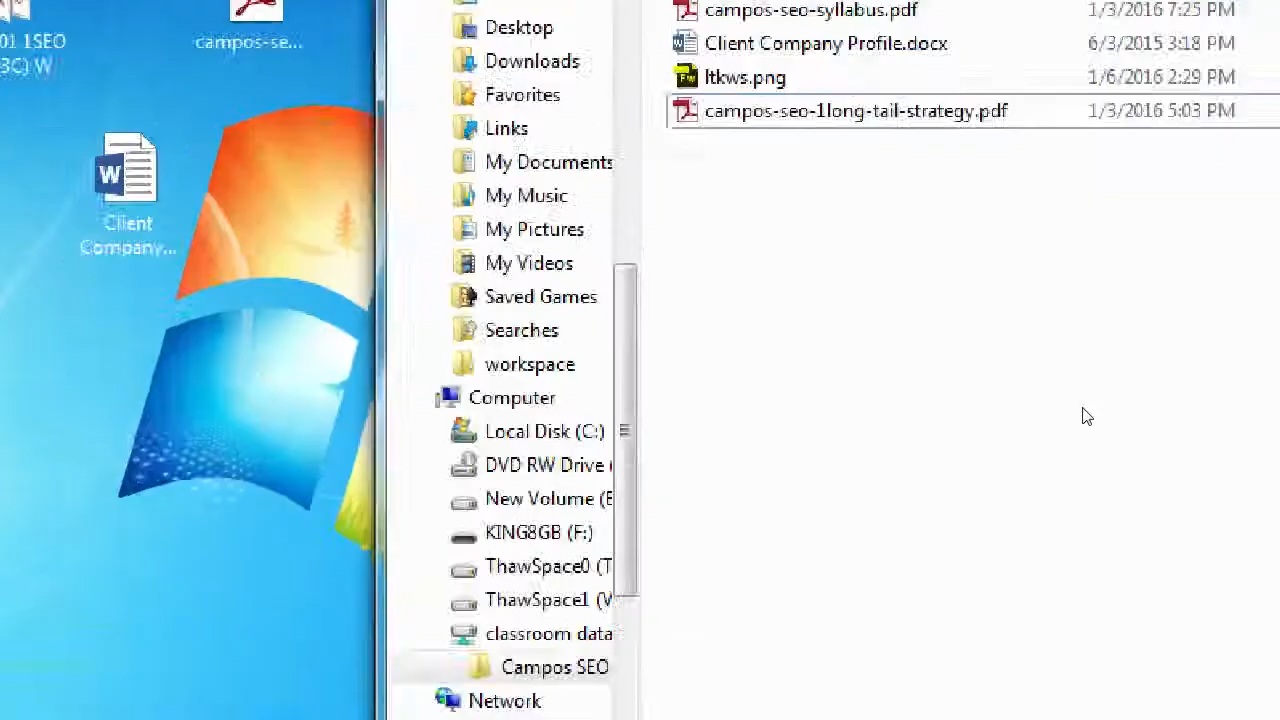 01 1SEO
3C) W
campos-se...
Client
Company...
Desktop
Downloads
Favorites
Links
My Documents
My Music
My Pictures
My Videos
Saved Games
Searches
workspace
Computer
Local Disk (C:)
DVD RW Drive (
New Volume (E
KING8GB (F:)
ThawSpace0 (T
ThawSpace1 (V
classroom data
Campos SEO
Network
campos-seo-syllabus.pdf 1/3/2016 7:25 PM
Client Company Profile.docx 6/3/2015 3:18 PM
ltkws.png 1/6/2016 2:29 PM
campos-seo-1long-tail-strategy.pdf 1/3/2016 5:03 PM